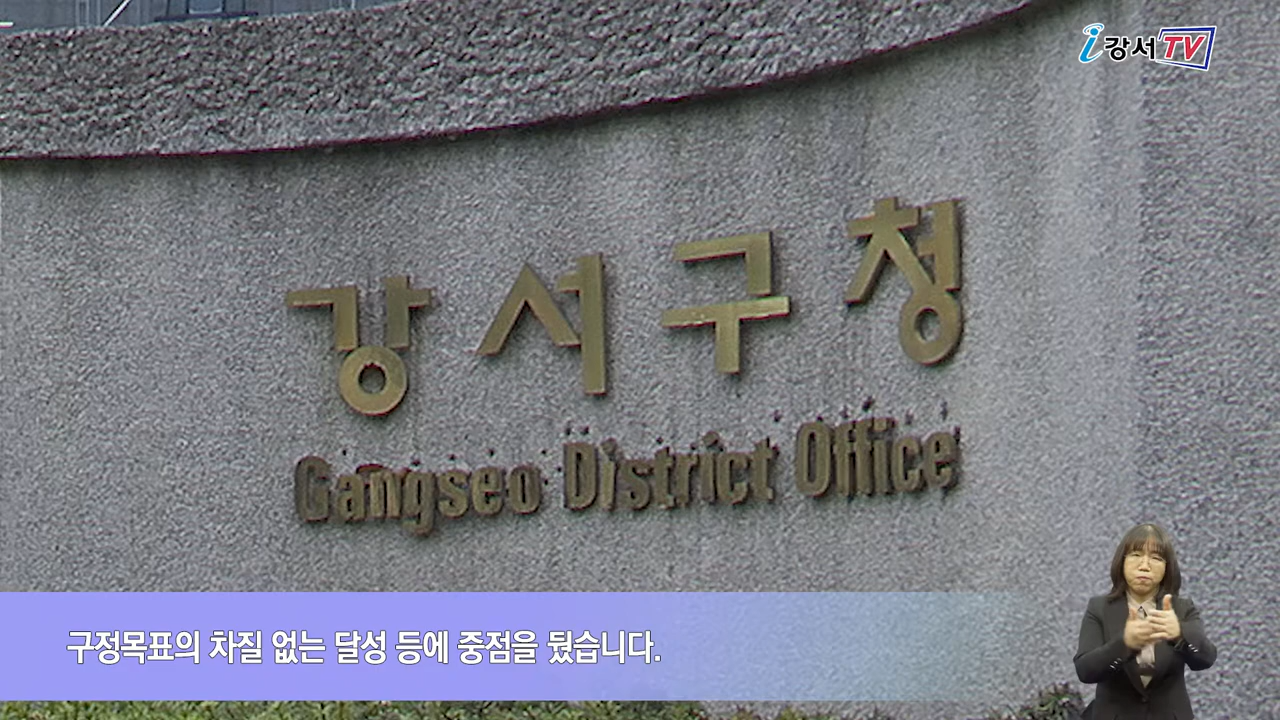 i강서TV
강서구청
Gangseo District Office
구정목표의 차질 없는 달성 등에 중점을 뒀습니다.